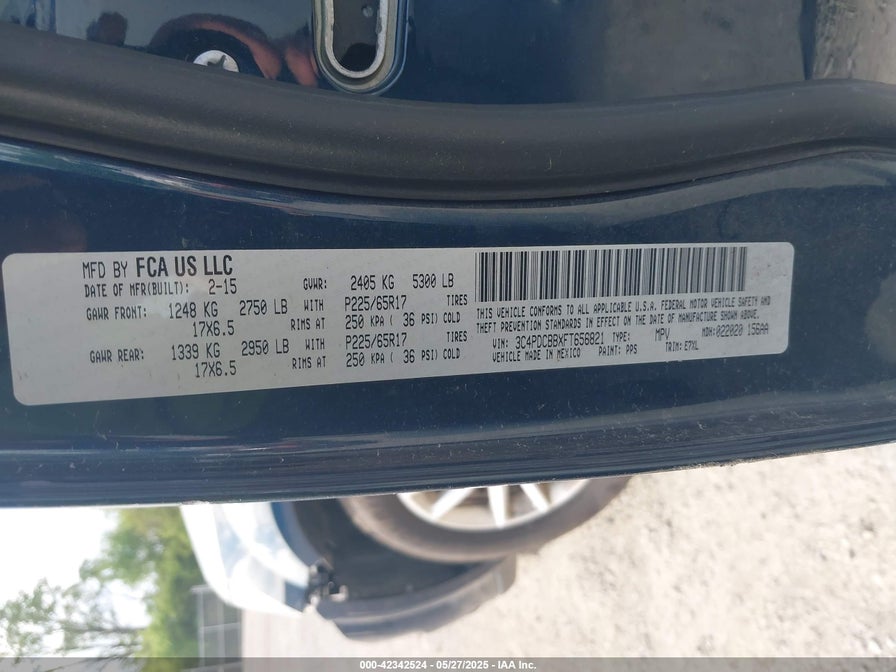 MFD BY FCA US LLC
DATE OF MFR(BUILT): 2-15 GVWR: 2405 KG 5300 LB
GAWR FRONT: 1248 KG 2750 LB WITH P225/65R17 TIRES
17X6.5 RIMS AT 250 KPA ( 36 PSI) COLD
GAWR REAR: 1339 KG 2950 LB WITH P225/65R17 TIRES
17X6.5 RIMS AT 250 KPA ( 36 PSI) COLD
THIS VEHICLE CONFORMS TO ALL APPLICABLE U.S.A. FEDERAL MOTOR VEHICLE SAFETY AND
THEFT PREVENTION STANDARDS IN EFFECT ON THE DATE OF MANUFACTURE SHOWN ABOVE.
VIN: 3C4PDCBBXFT656821 TYPE: MPV MDH: 022020 156AA
VEHICLE MADE IN MEXICO PAINT: PPS TRIM: E7XL
000-42342524 | 05/27/2025 - IAA Inc.